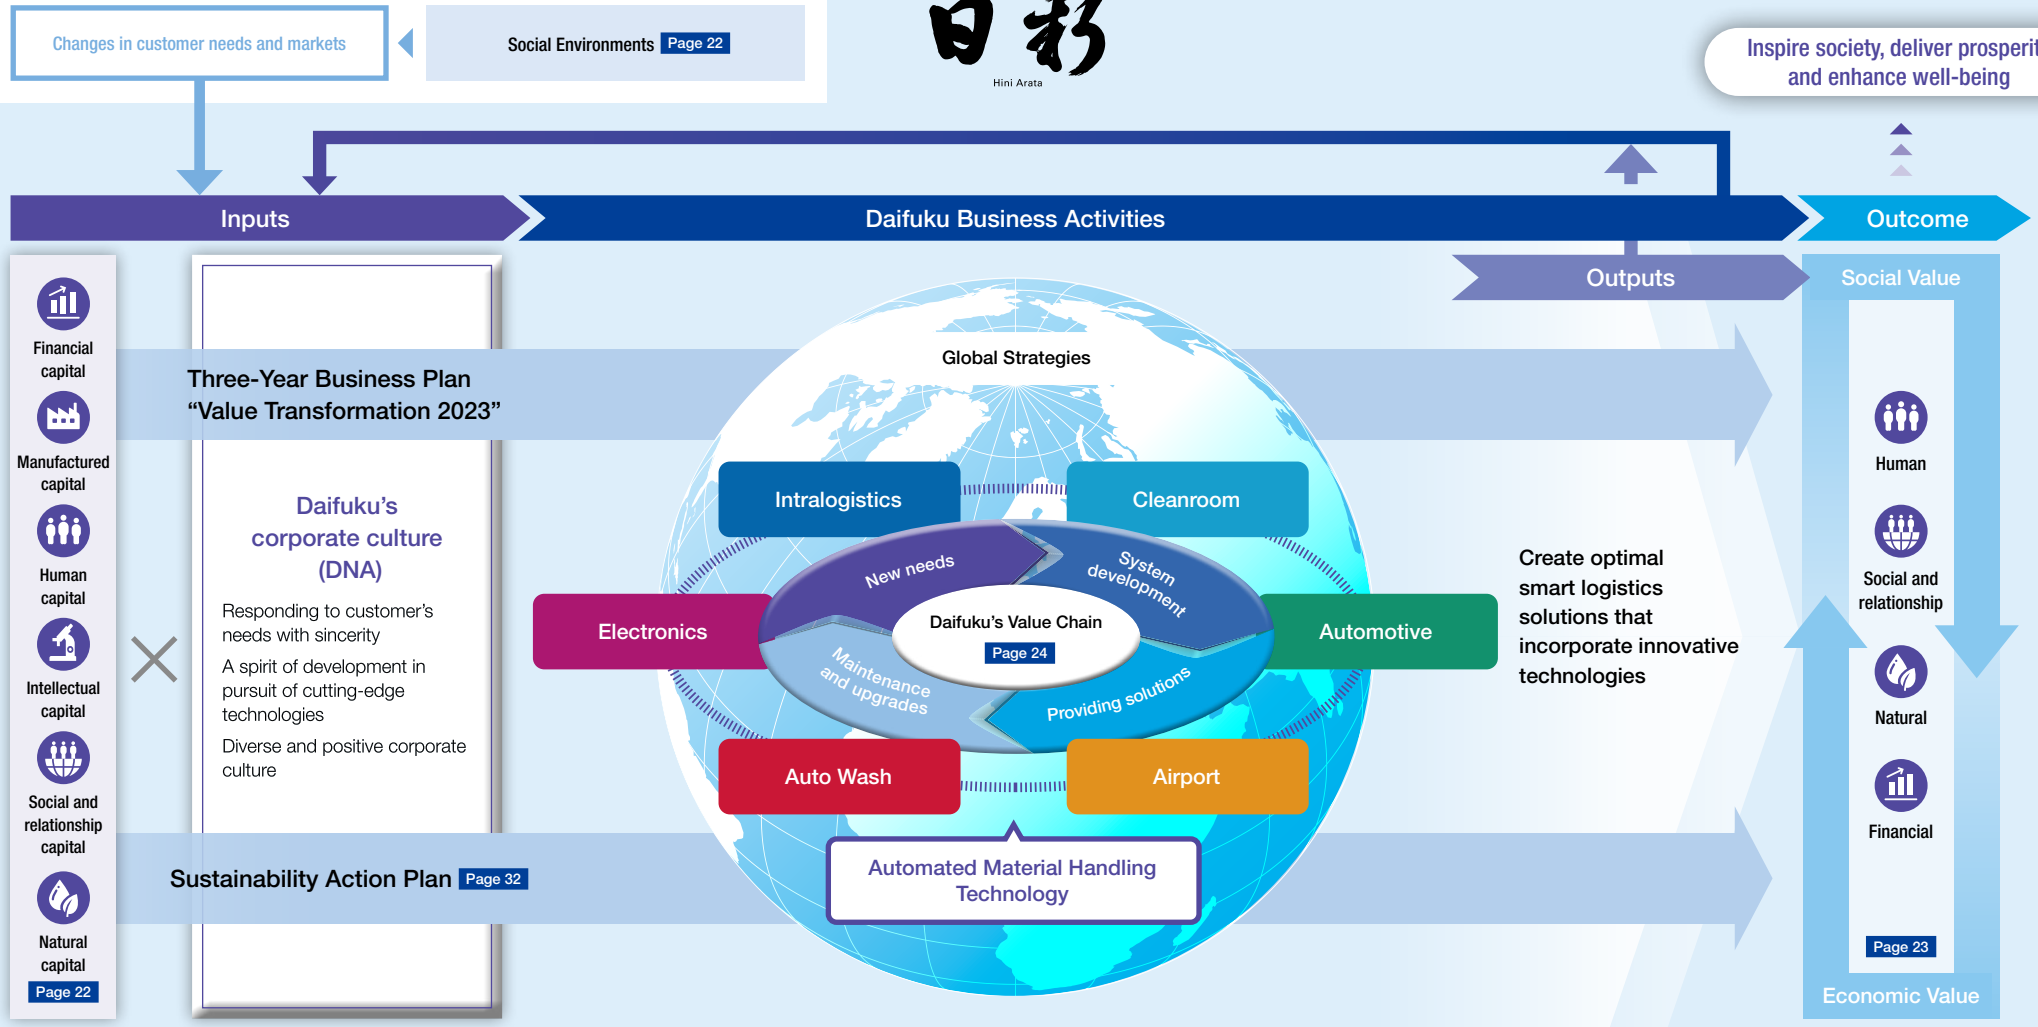 Changes in customer needs and markets
Social Environments Page 22
日新
Hini Arata
Inspire society, deliver
and enhance well-being
Inputs
Daifuku Business Activities
Outcome
Outputs
Social Value
Financial
capital
Manufactured
capital
Human
capital
Intellectual
capital
Social and
relationship
capital
Natural
capital
Page 22
Three-Year Business Plan
“Value Transformation 2023”
Daifuku’s
corporate culture
(DNA)
Responding to customer’s
needs with sincerity
A spirit of development in
pursuit of cutting-edge
technologies
Diverse and positive corporate
culture
Sustainability Action Plan Page 32
Global Strategies
Intralogistics
Cleanroom
Electronics
Automotive
Auto Wash
Airport
New needs
System
development
Daifuku’s Value Chain
Page 24
Maintenance
and upgrades
Providing solutions
Automated Material Handling
Technology
Create optimal
smart logistics
solutions that
incorporate innovative
technologies
Human
Social and
relationship
Natural
Financial
Page 23
Economic Value